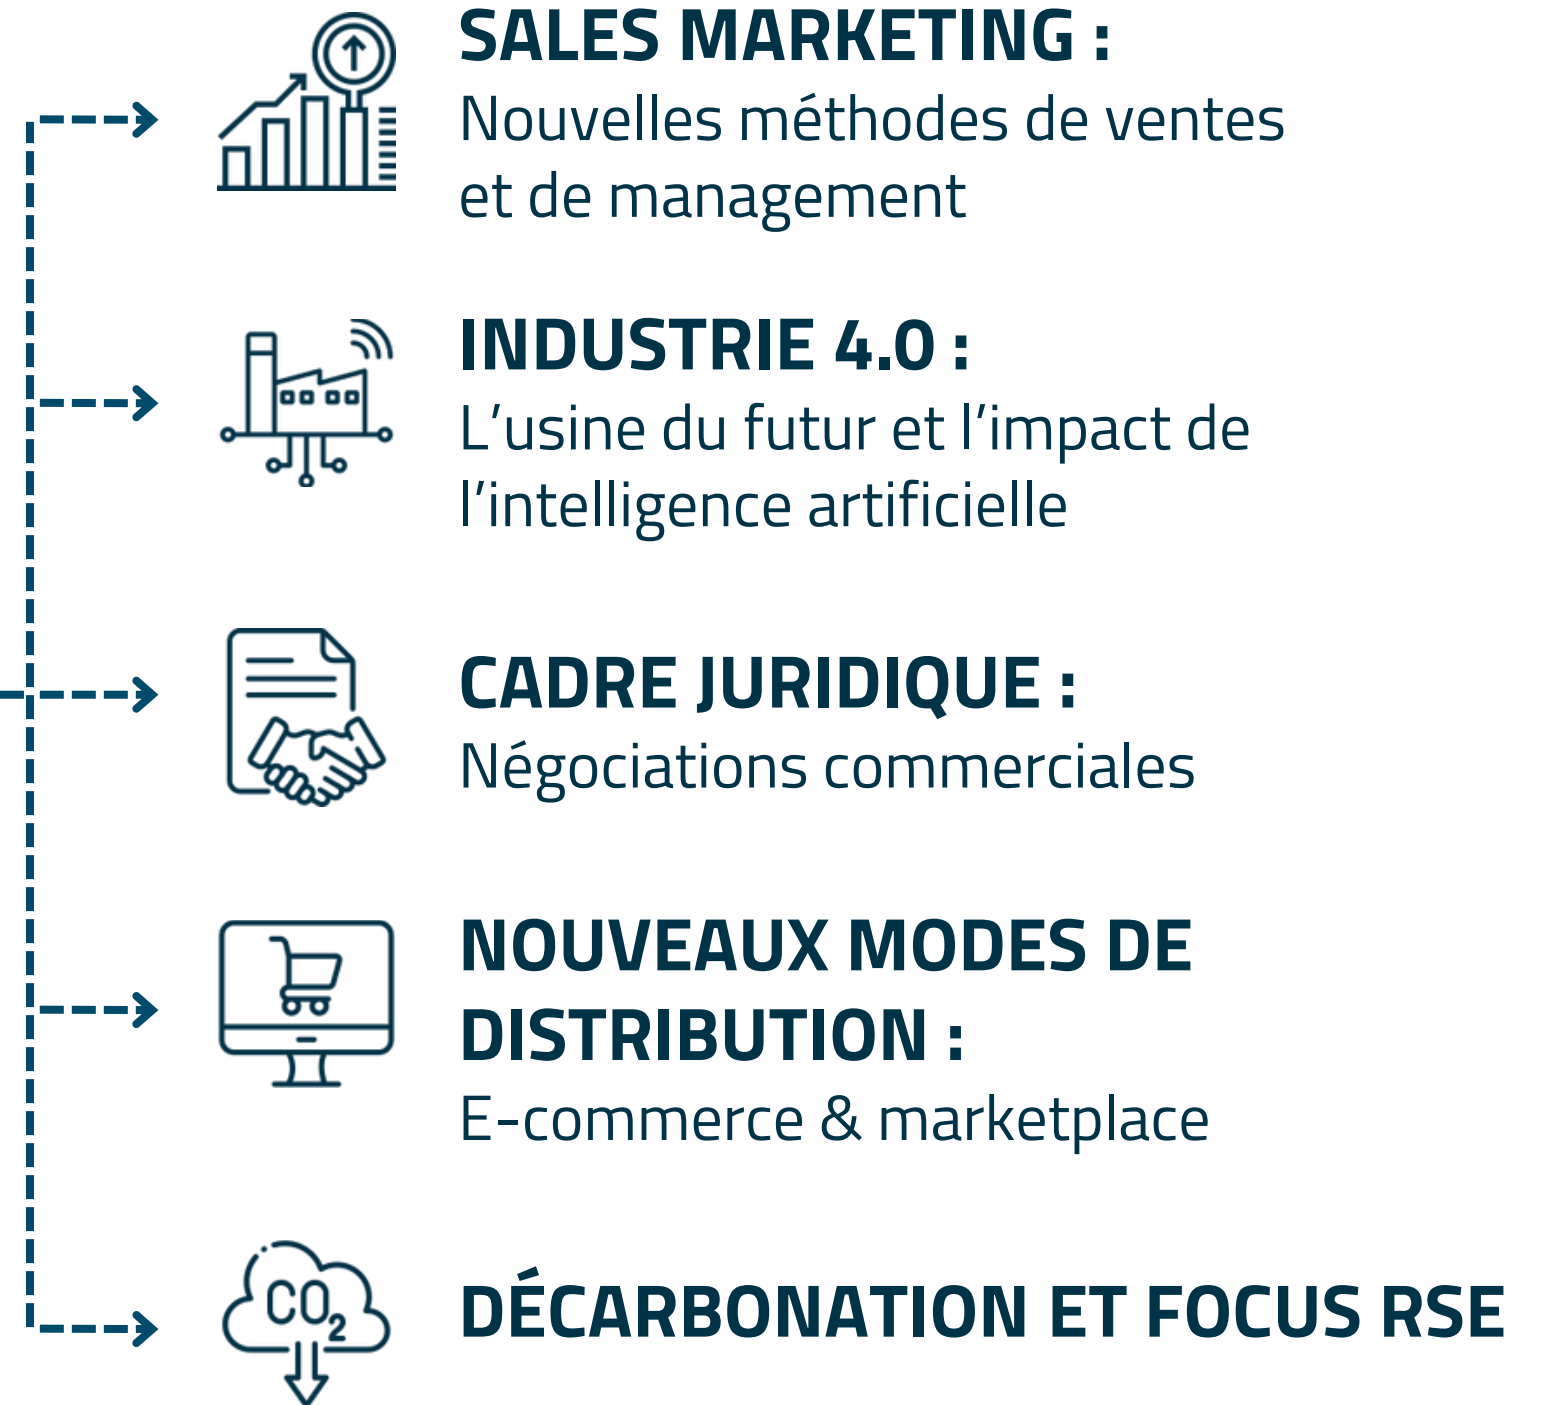 SALES MARKETING :
Nouvelles méthodes de ventes
et de management
INDUSTRIE 4.0 :
L’usine du futur et l’impact de
l’intelligence artificielle
CADRE JURIDIQUE :
Négociations commerciales
NOUVEAUX MODES DE
DISTRIBUTION :
E-commerce & marketplace
CO₂
DÉCARBONATION ET FOCUS RSE